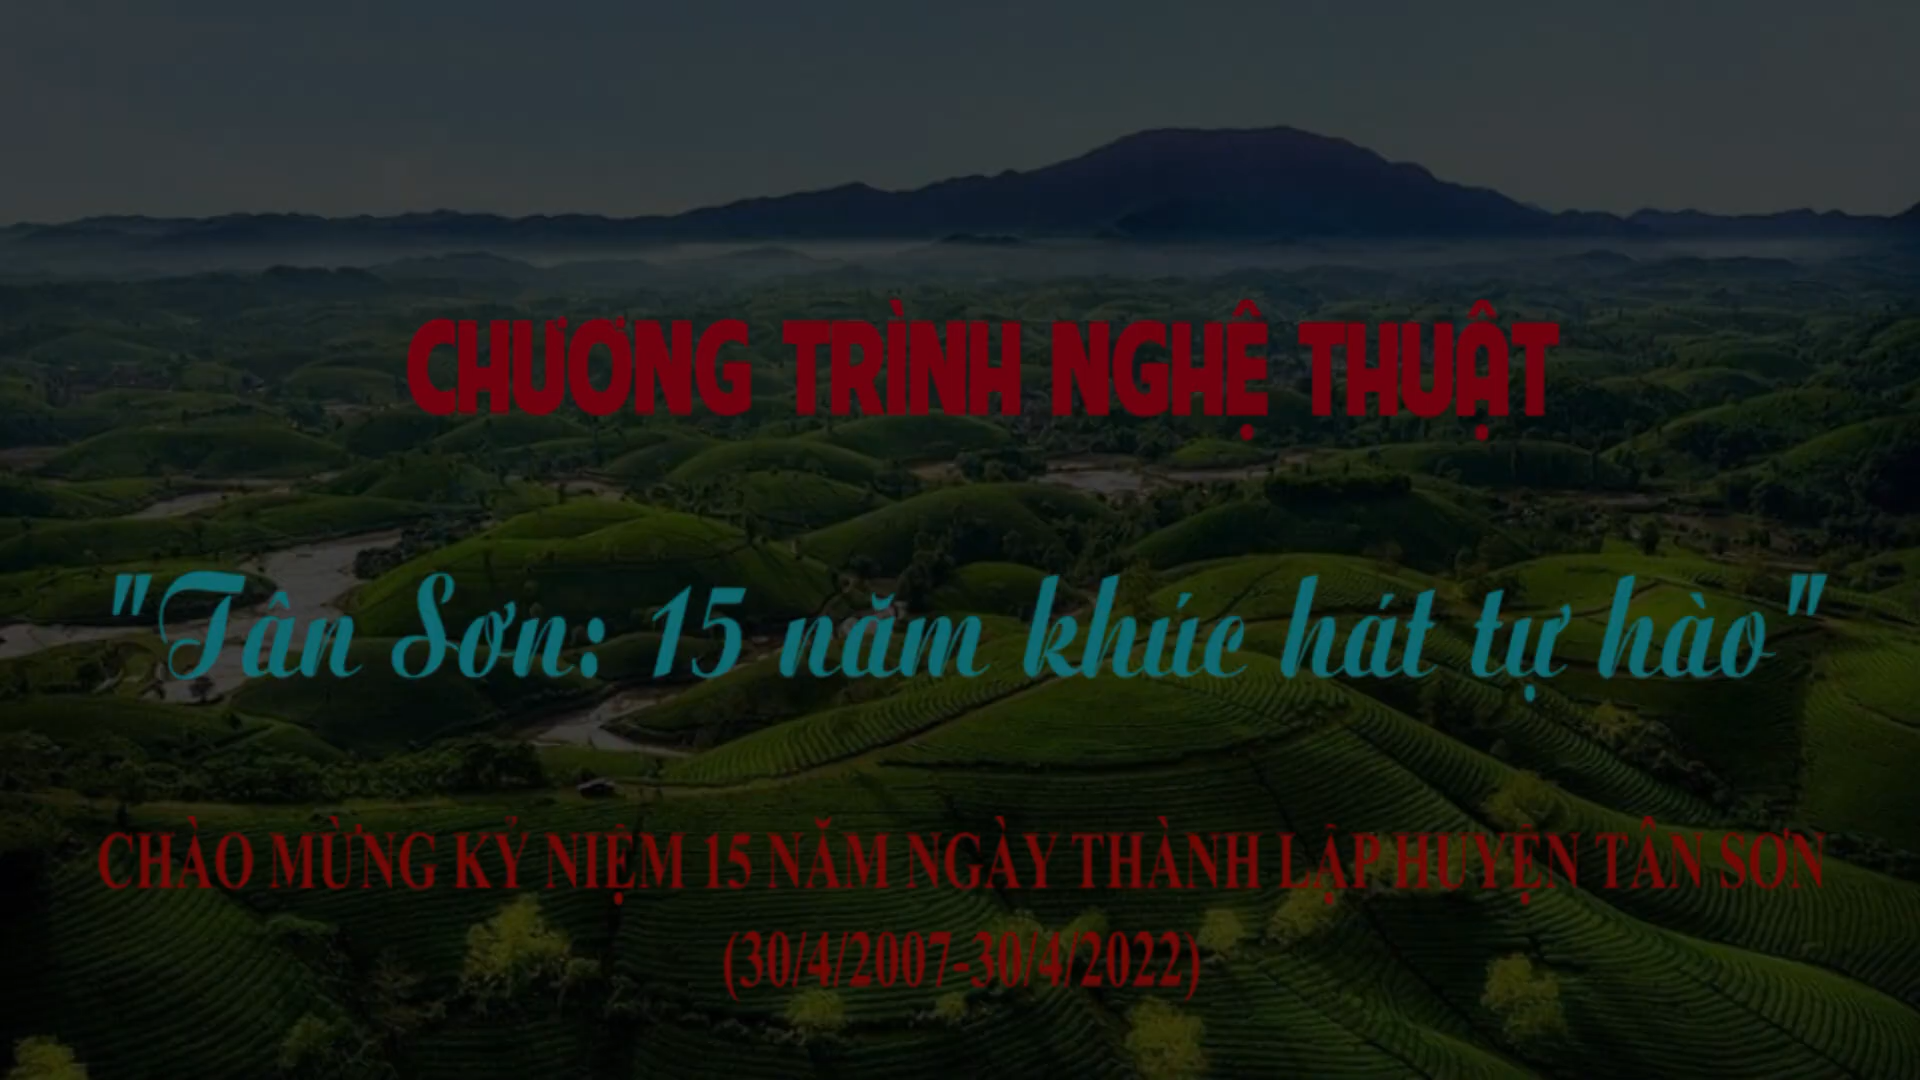 CHƯƠNG TRÌNH NGHỆ THUẬT
"Tân Sơn: 15 năm khúc hát tự hào"
CHÀO MỪNG KỶ NIỆM 15 NĂM NGÀY THÀNH LẬP HUYỆN TÂN SƠN
(30/4/2007-30/4/2022)